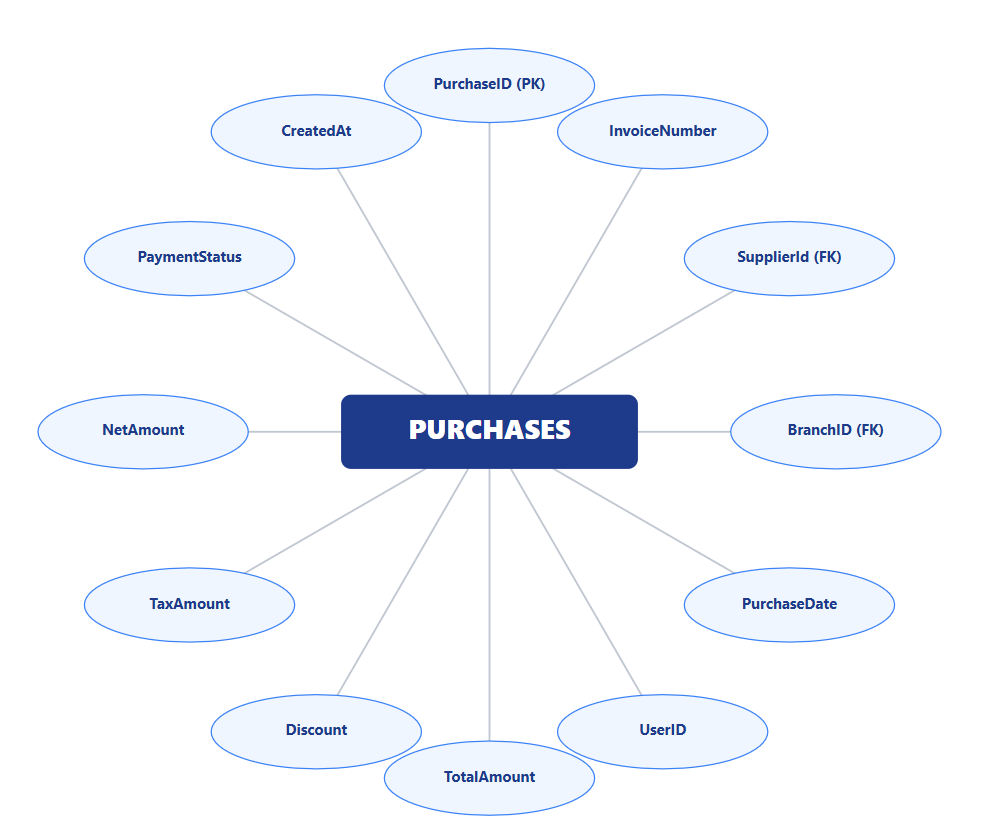 PurchaseID (PK)
CreatedAt
InvoiceNumber
PaymentStatus
SupplierId (FK)
NetAmount
PURCHASES
BranchID (FK)
TaxAmount
PurchaseDate
Discount
UserID
TotalAmount